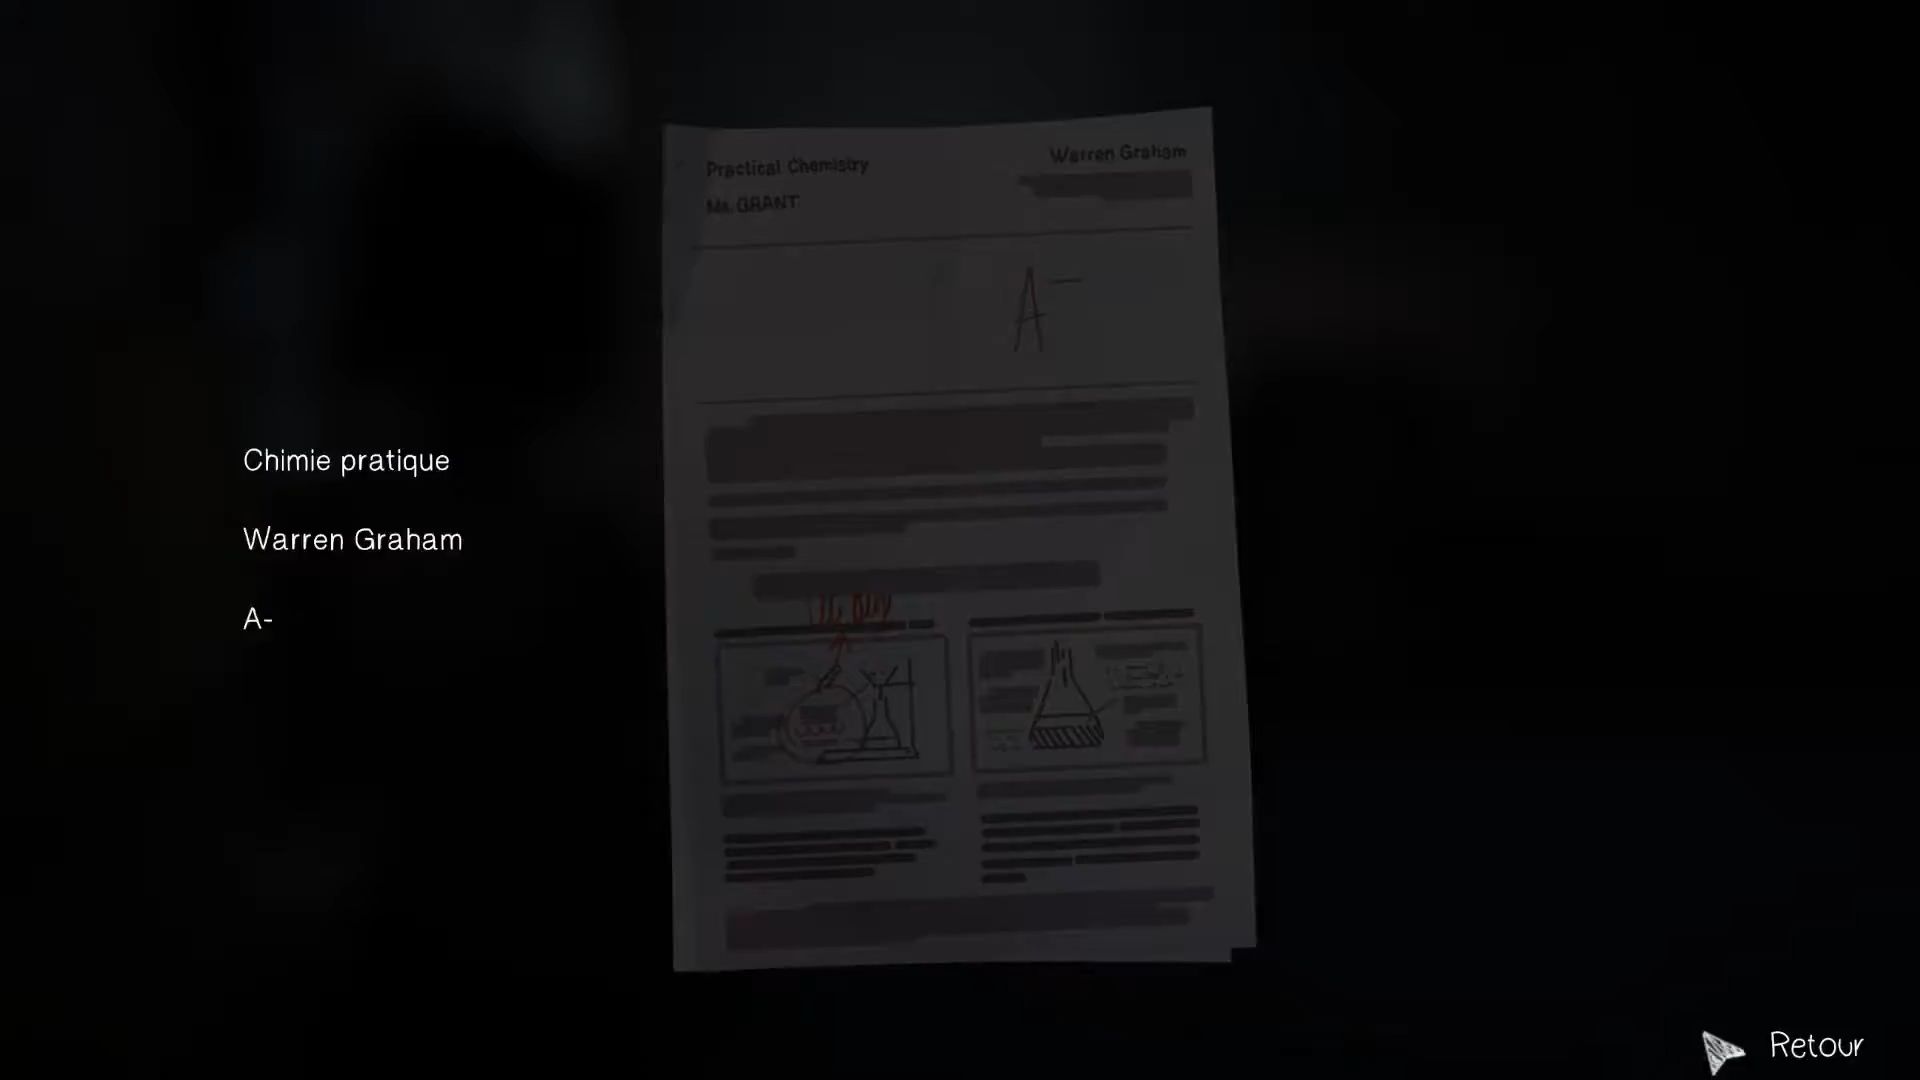 Practical Chemistry
Warren Graham
Ms. GRANT
A-
Chimie pratique
Warren Graham
A-
Retour